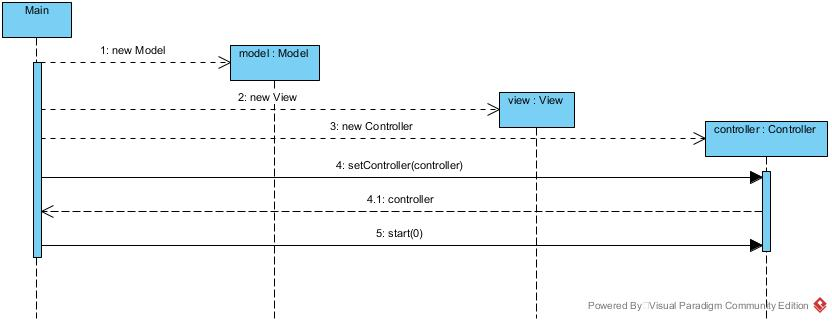 Main
1: new Model
model : Model
2: new View
view : View
3: new Controller
controller : Controller
4: setController(controller)
4.1: controller
5: start(0)
Powered By Visual Paradigm Community Edition